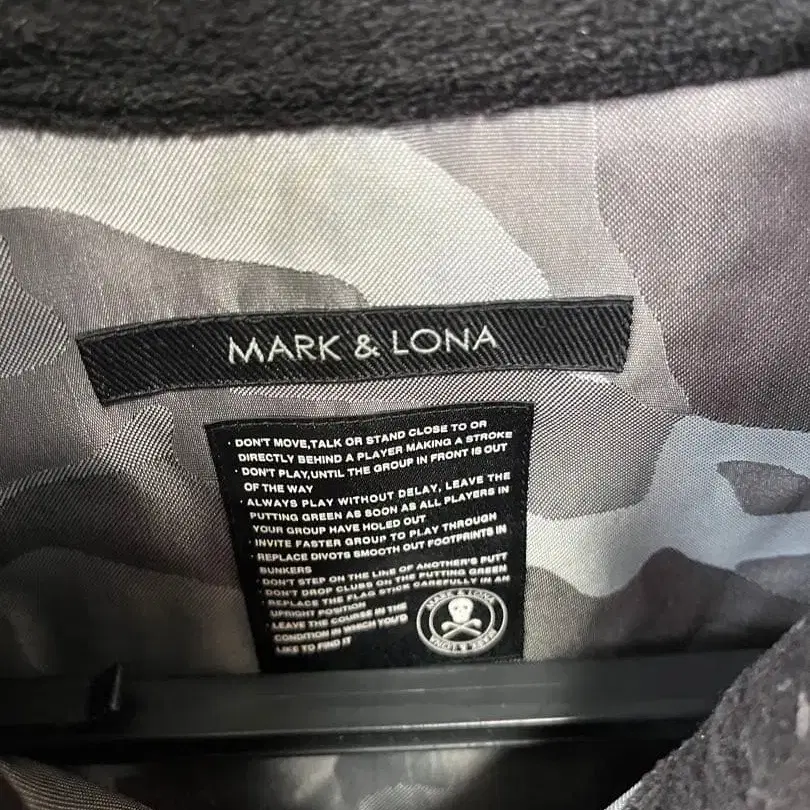 MARK & LONA
· DON'T MOVE,TALK OR STAND CLOSE TO OR
DIRECTLY BEHIND A PLAYER MAKING A STROKE
· DON'T PLAY,UNTIL THE GROUP IN FRONT IS OUT
OF THE WAY
· ALWAYS PLAY WITHOUT DELAY, LEAVE THE
PUTTING GREEN AS SOON AS ALL PLAYERS IN
YOUR GROUP HAVE HOLED OUT
· INVITE FASTER GROUP TO PLAY THROUGH
· REPLACE DIVOTS SMOOTH OUT FOOTPRINTS IN
BUNKERS
· DON'T STEP ON THE LINE OF ANOTHER'S PUTT
· DON'T DROP CLUBS ON THE PUTTING GREEN
· REPLACE THE FLAG STICK CAREFULLY IN AN
UPRIGHT POSITION
· LEAVE THE COURSE IN THE
CONDITION IN WHICH YOU'D
LIKE TO FIND IT
MARK & LONA
MARK & LONA